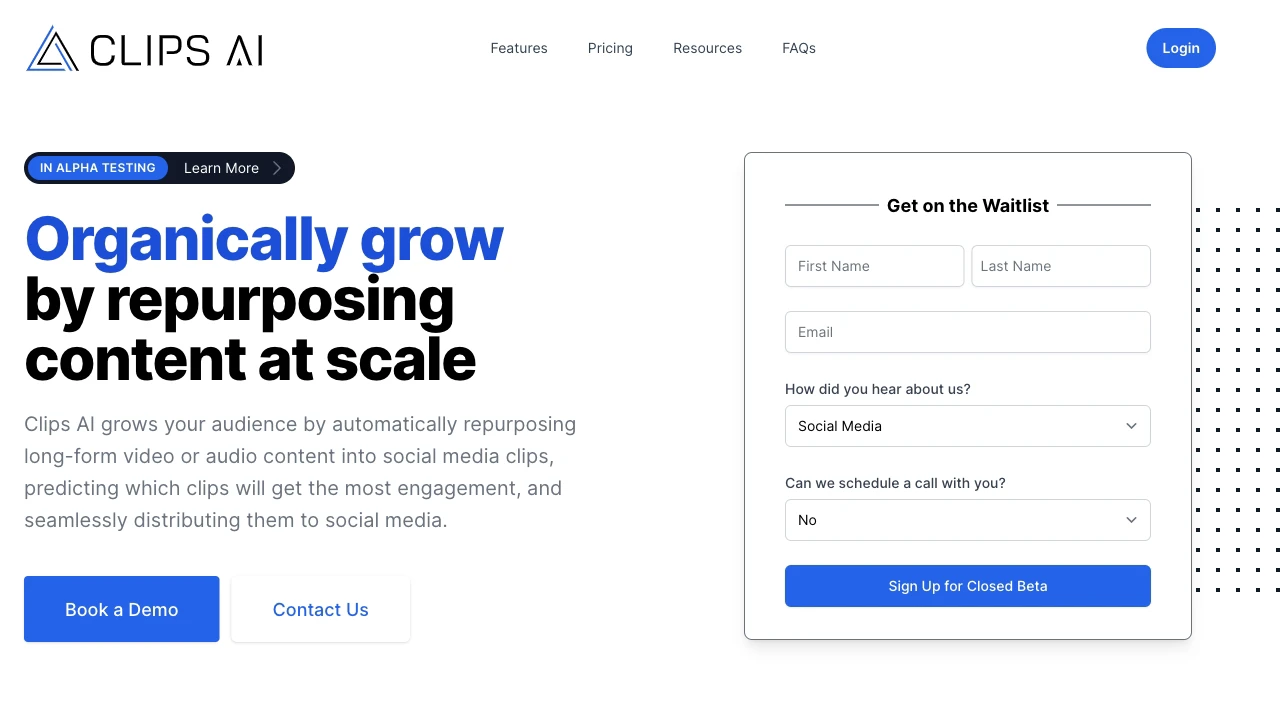 CLIPS AI
Features
Pricing
Resources
FAQs
Login
IN ALPHA TESTING
Learn More
Organically grow
by repurposing
content at scale
Clips AI grows your audience by automatically repurposing
long-form video or audio content into social media clips,
predicting which clips will get the most engagement, and
seamlessly distributing them to social media.
Book a Demo
Contact Us
Get on the Waitlist
First Name
Last Name
Email
How did you hear about us?
Social Media
Can we schedule a call with you?
No
Sign Up for Closed Beta